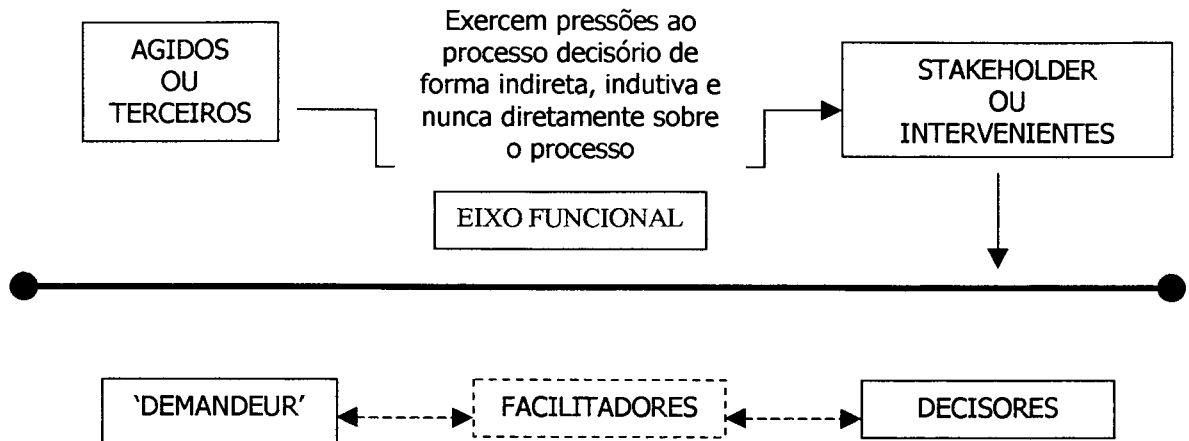 AGIDOS
OU
TERCEIROS
Exercem pressões ao
processo decisório de
forma indireta, indutiva e
nunca diretamente sobre
o processo
STAKEHOLDER
OU
INTERVENIENTES
EIXO FUNCIONAL
‘DEMANDEUR’
FACILITADORES
DECISORES